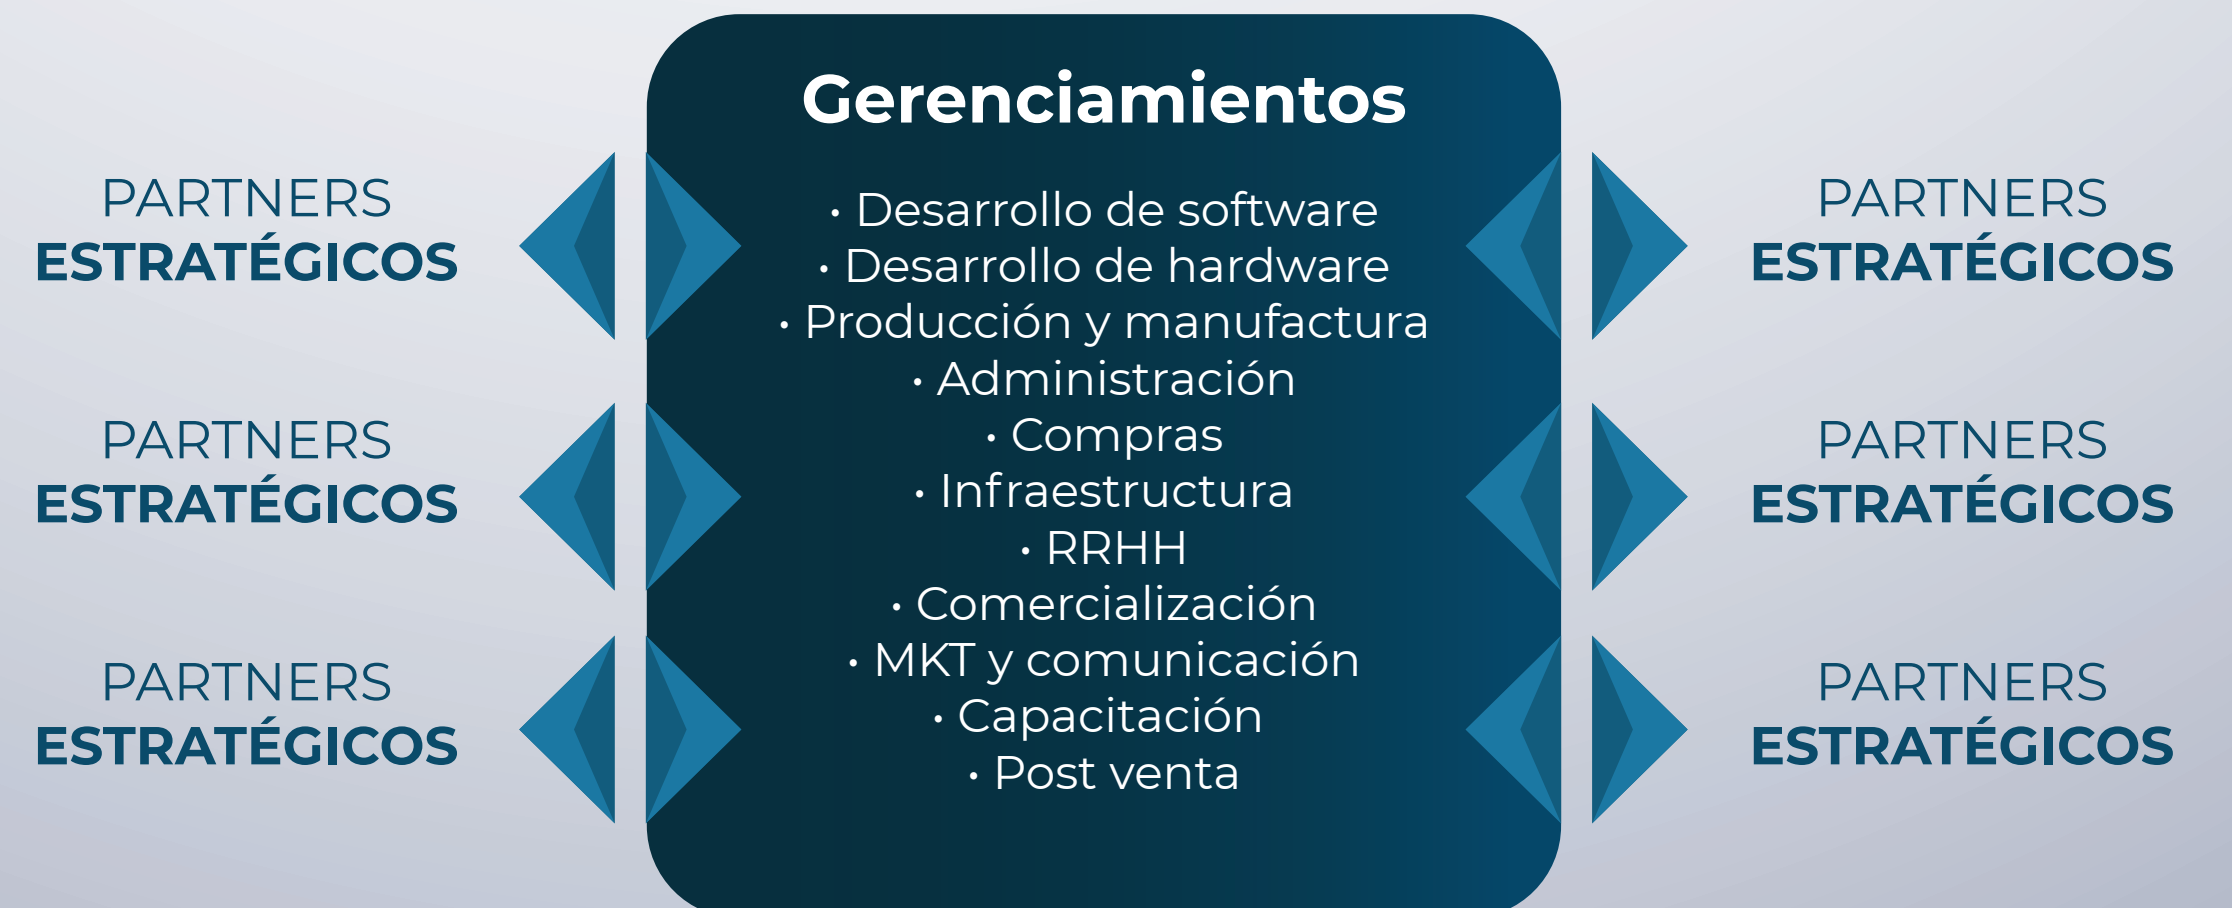 Gerenciamientos
PARTNERS
ESTRATÉGICOS
PARTNERS
ESTRATÉGICOS
PARTNERS
ESTRATÉGICOS
• Desarrollo de software
• Desarrollo de hardware
• Producción y manufactura
• Administración
• Compras
• Infraestructura
• RRHH
• Comercialización
• MKT y comunicación
• Capacitación
• Post venta
PARTNERS
ESTRATÉGICOS
PARTNERS
ESTRATÉGICOS
PARTNERS
ESTRATÉGICOS